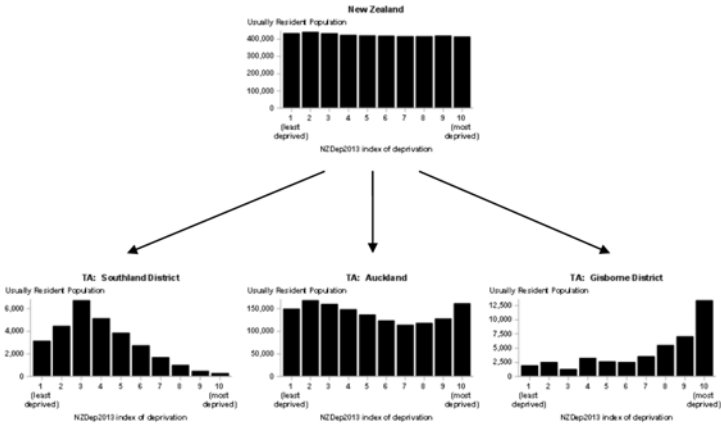 New Zealand
Usually Resident Population
400,000
300,000
200,000
100,000
0
1 2 3 4 5 6 7 8 9 10
(least deprived) (most deprived)
NZDep2013 index of deprivation
TA: Southland District
Usually Resident Population
6,000
4,000
2,000
0
1 2 3 4 5 6 7 8 9 10
(least deprived) (most deprived)
NZDep2013 index of deprivation
TA: Auckland
Usually Resident Population
150,000
100,000
50,000
0
1 2 3 4 5 6 7 8 9 10
(least deprived) (most deprived)
NZDep2013 index of deprivation
TA: Gisborne District
Usually Resident Population
12,500
10,000
7,500
5,000
2,500
0
1 2 3 4 5 6 7 8 9 10
(least deprived) (most deprived)
NZDep2013 index of deprivation